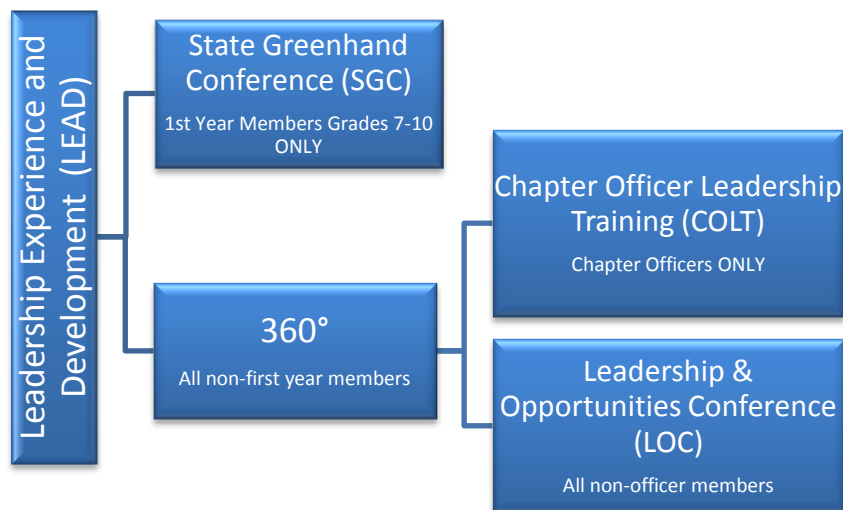 Leadership Experience and
Development (LEAD)
State Greenhand
Conference (SGC)
1st Year Members Grades 7-10
ONLY
360°
All non-first year members
Chapter Officer Leadership
Training (COLT)
Chapter Officers ONLY
Leadership &
Opportunities Conference
(LOC)
All non-officer members